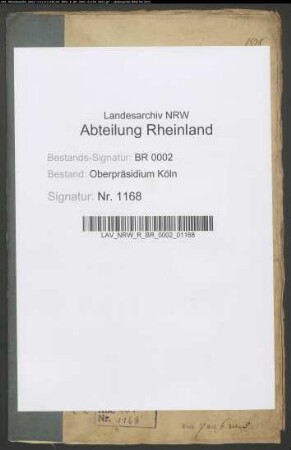 Landesarchiv NRW
Abteilung Rheinland
Bestands-Signatur: BR 0002
Bestand: Oberpräsidium Köln
Signatur: Nr. 1168
LAV_NRW_R_BR_0002_01168
Nr. 1168